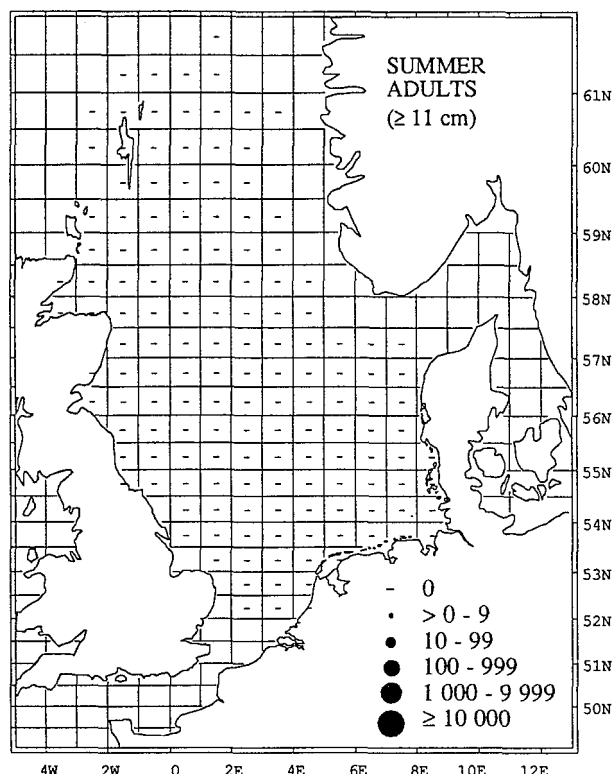 SUMMER
ADULTS
(≥ 11 cm)
61N
60N
59N
58N
57N
56N
55N
54N
53N
52N
51N
50N
- 0
• > 0 - 9
● 10 - 99
● 100 - 999
● 1 000 - 9 999
● ≥ 10 000
4W 2W 0 2E 4E 6E 8E 10E 12E